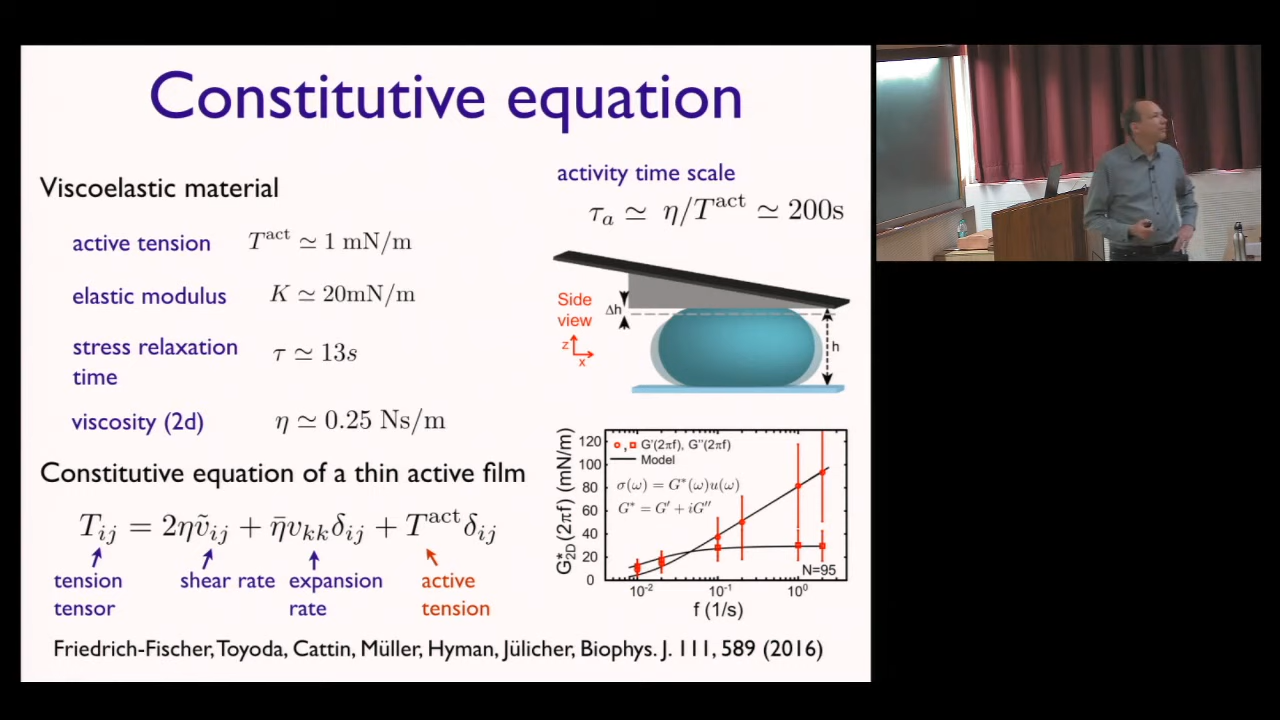 Constitutive equation
Viscoelastic material
active tension T^act ≃ 1 mN/m
elastic modulus K ≃ 20mN/m
stress relaxation
time
τ ≃ 13s
viscosity (2d) η ≃ 0.25 Ns/m
Constitutive equation of a thin active film
T_ij = 2ηṽ_ij + η̄v_kk δ_ij + T^act δ_ij
tension
tensor
shear rate
expansion
rate
active
tension
activity time scale
τ_a ≃ η/T^act ≃ 200s
Side
view
z
x
Δh
h
G*_2D(2πf) (mN/m)
120
100
80
60
40
20
0
○ , □ G'(2πf), G''(2πf)
Model
σ(ω) = G*(ω)u(ω)
G* = G' + iG''
N=95
10^-2 10^-1 10^0
f (1/s)
Friedrich-Fischer, Toyoda, Cattin, Müller, Hyman, Jülicher, Biophys. J. 111, 589 (2016)